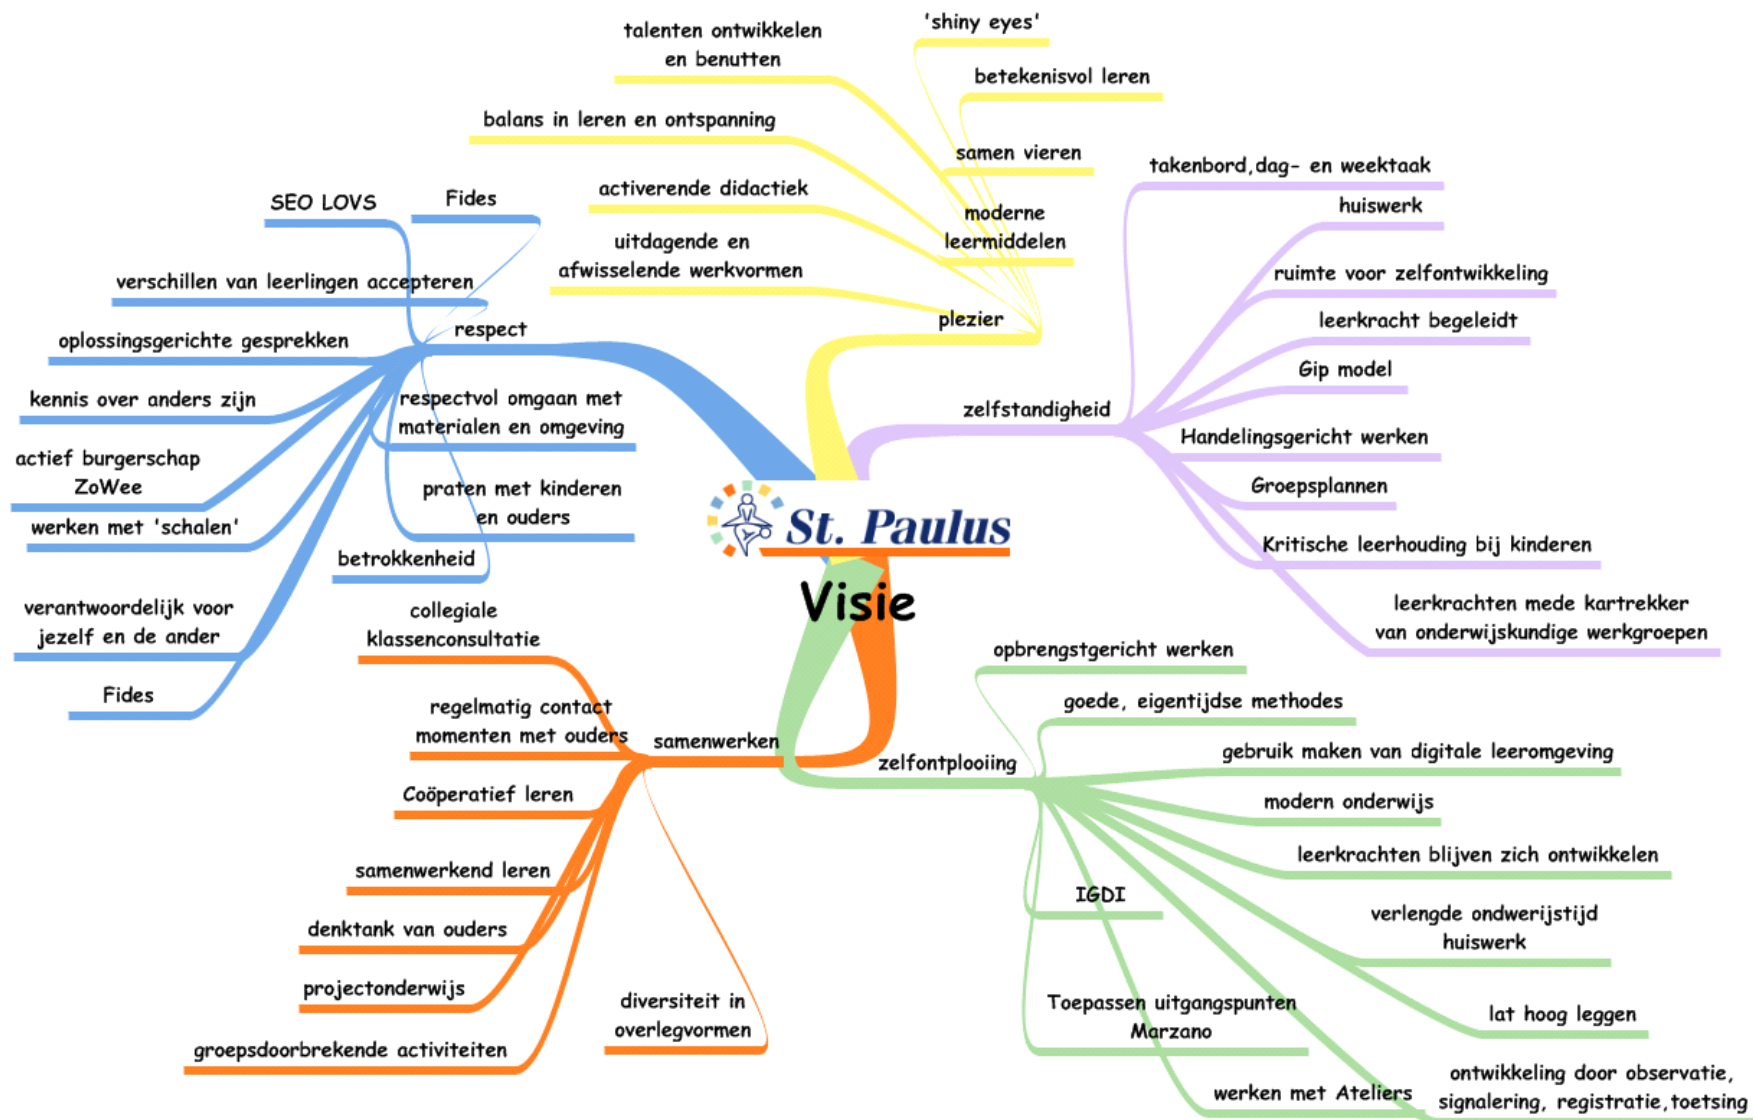 St. Paulus
Visie
plezier
'shiny eyes'
betekenisvol leren
samen vieren
moderne
leermiddelen
talenten ontwikkelen
en benutten
balans in leren en ontspanning
activerende didactiek
uitdagende en
afwisselende werkvormen
zelfstandigheid
takenbord,dag- en weektaak
huiswerk
ruimte voor zelfontwikkeling
leerkracht begeleidt
Gip model
Handelingsgericht werken
Groepsplannen
Kritische leerhouding bij kinderen
leerkrachten mede kartrekker
van onderwijskundige werkgroepen
zelfontplooiing
opbrengstgericht werken
goede, eigentijdse methodes
gebruik maken van digitale leeromgeving
modern onderwijs
leerkrachten blijven zich ontwikkelen
verlengde ondwerijstijd
huiswerk
lat hoog leggen
ontwikkeling door observatie,
signalering, registratie,toetsing
werken met Ateliers
Toepassen uitgangspunten
Marzano
IGDI
samenwerken
collegiale
klassenconsultatie
regelmatig contact
momenten met ouders
Coöperatief leren
samenwerkend leren
denktank van ouders
projectonderwijs
groepsdoorbrekende activiteiten
diversiteit in
overlegvormen
respect
SEO LOVS
Fides
verschillen van leerlingen accepteren
oplossingsgerichte gesprekken
kennis over anders zijn
actief burgerschap
ZoWee
werken met 'schalen'
verantwoordelijk voor
jezelf en de ander
Fides
respectvol omgaan met
materialen en omgeving
praten met kinderen
en ouders
betrokkenheid